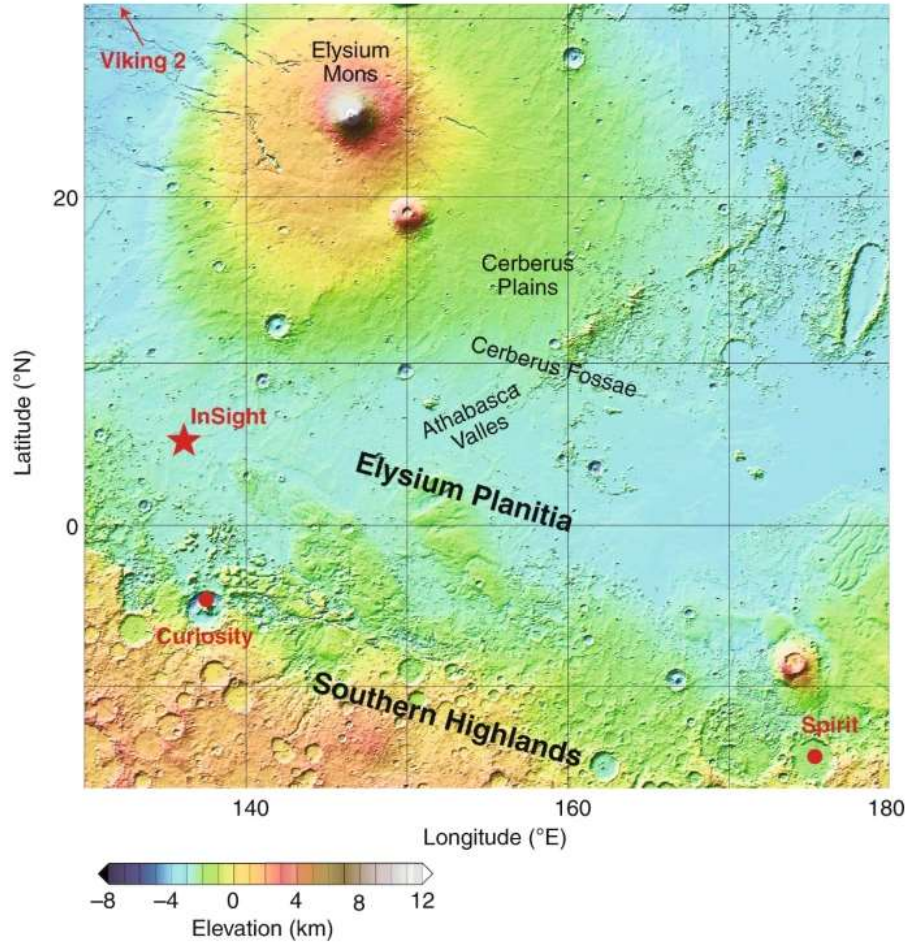 Viking 2
Elysium
Mons
20
Cerberus
Plains
Cerberus Fossae
Athabasca
Valles
InSight
Elysium Planitia
0
Curiosity
Southern Highlands
Spirit
140
160
180
Latitude (°N)
Longitude (°E)
−8
−4
0
4
8
12
Elevation (km)